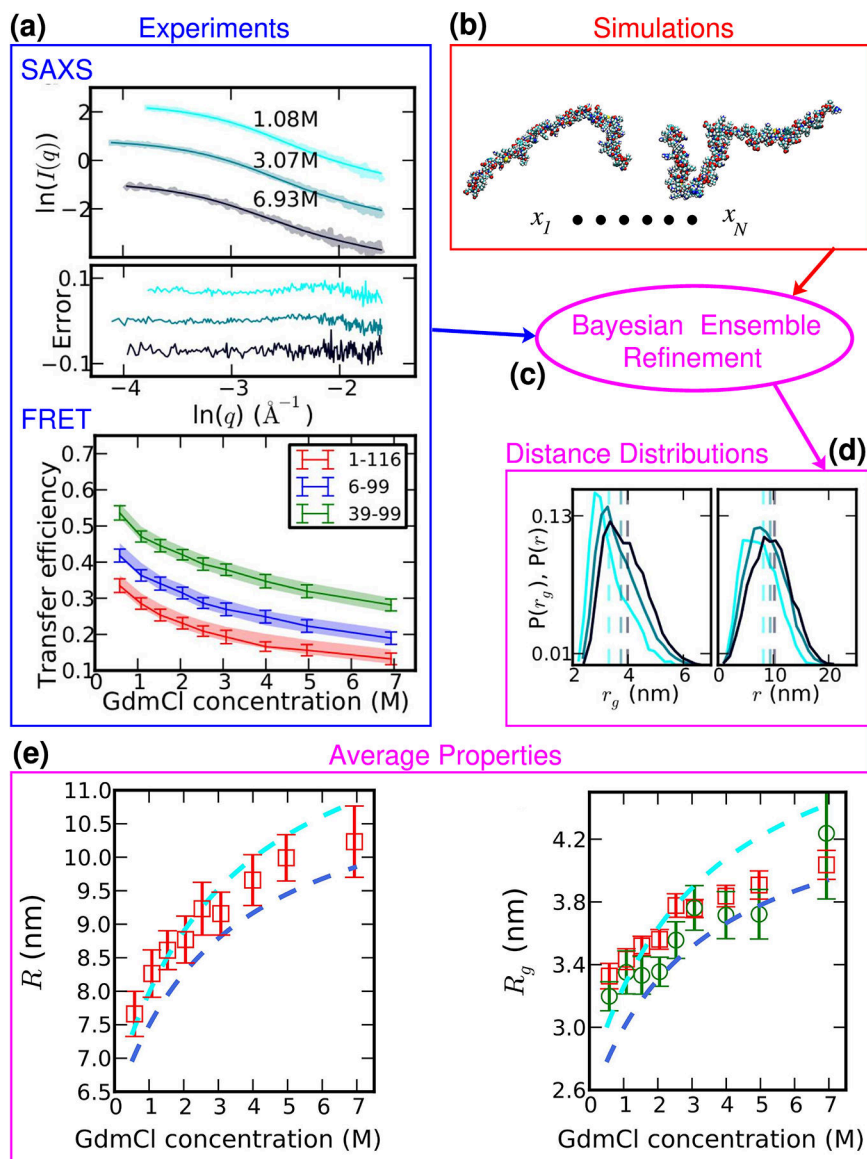 (a) Experiments
SAXS
ln(I(q))
2
0
−2
1.08M
3.07M
6.93M
Error
0.1
−0.1
−4 −3 −2
ln(q) (Å⁻¹)
FRET
Transfer efficiency
0.7
0.6
0.5
0.4
0.3
0.2
0.1
1-116
6-99
39-99
0 1 2 3 4 5 6 7
GdmCl concentration (M)
(b) Simulations
x_1 ● ● ● ● ● ● x_N
Bayesian Ensemble
Refinement
(c)
Distance Distributions (d)
P(r_g), P(r)
0.13
0.01
2 4 6
r_g (nm)
0 10 20
r (nm)
(e) Average Properties
R (nm)
11.0
10.5
10.0
9.5
9.0
8.5
8.0
7.5
7.0
6.5
0 1 2 3 4 5 6 7
GdmCl concentration (M)
R_g (nm)
4.2
3.8
3.4
3.0
2.6
0 1 2 3 4 5 6 7
GdmCl concentration (M)